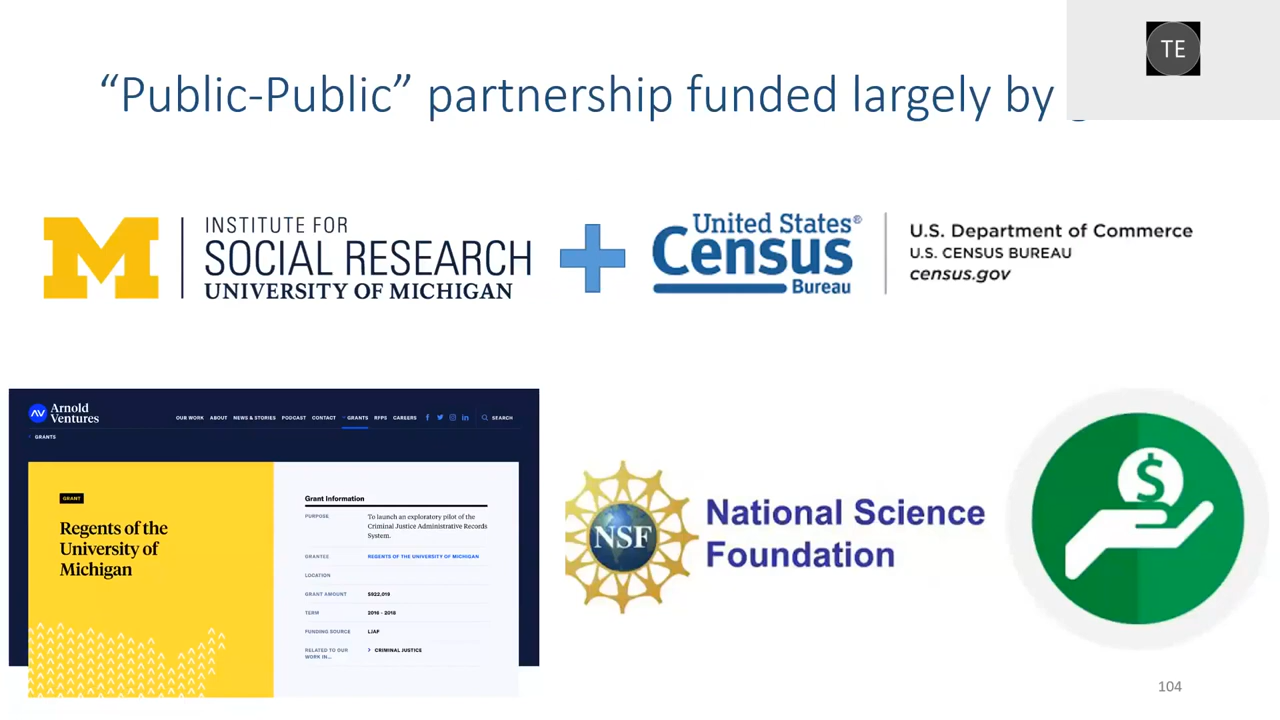 TE
“Public-Public” partnership funded largely by
M
INSTITUTE FOR
SOCIAL RESEARCH
UNIVERSITY OF MICHIGAN
United States®
Census
Bureau
U.S. Department of Commerce
U.S. CENSUS BUREAU
census.gov
AV Arnold
Ventures
OUR WORK ABOUT NEWS & STORIES PODCAST CONTACT GRANTS RFPS CAREERS SEARCH
GRANTS
GRANT
Regents of the
University of
Michigan
Grant Information
PURPOSE To launch an exploratory pilot of the
Criminal Justice Administrative Records
System.
GRANTEE REGENTS OF THE UNIVERSITY OF MICHIGAN
LOCATION
GRANT AMOUNT $922,019
TERM 2016 - 2018
FUNDING SOURCE LJAF
RELATED TO OUR
WORK IN... CRIMINAL JUSTICE
NSF
National Science
Foundation
$
104